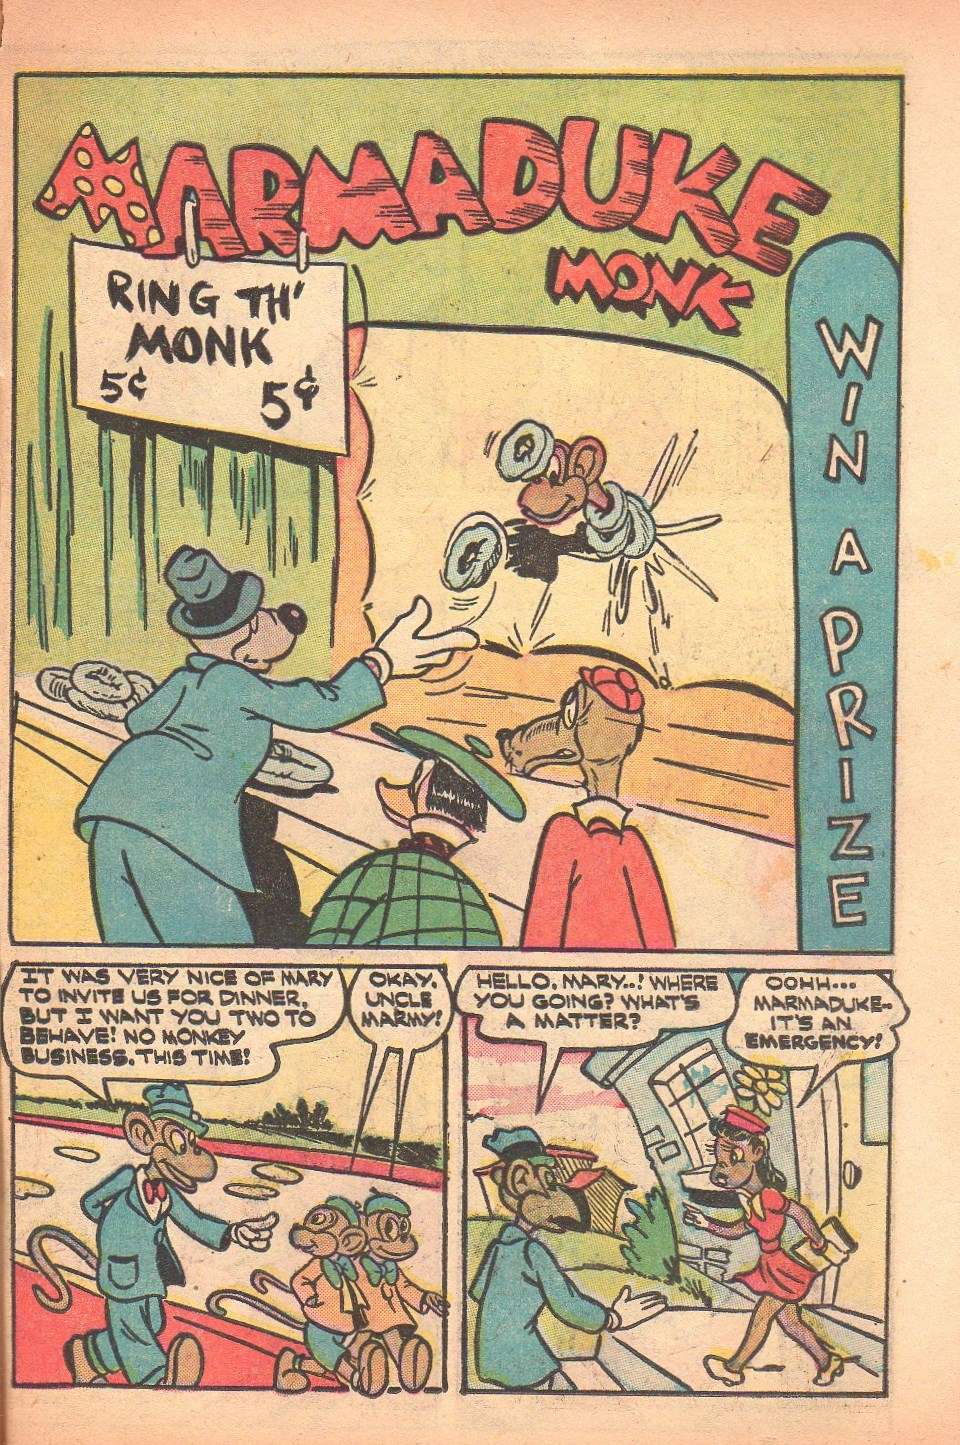 MARMADUKE
MONK
RING TH'
MONK
5¢ 5¢
WIN A PRIZE
IT WAS VERY NICE OF MARY
TO INVITE US FOR DINNER,
BUT I WANT YOU TWO TO
BEHAVE! NO MONKEY
BUSINESS, THIS TIME!
OKAY,
UNCLE
MARMY!
HELLO, MARY..! WHERE
YOU GOING? WHAT'S
A MATTER?
OOHH...
MARMADUKE..
IT'S AN
EMERGENCY!